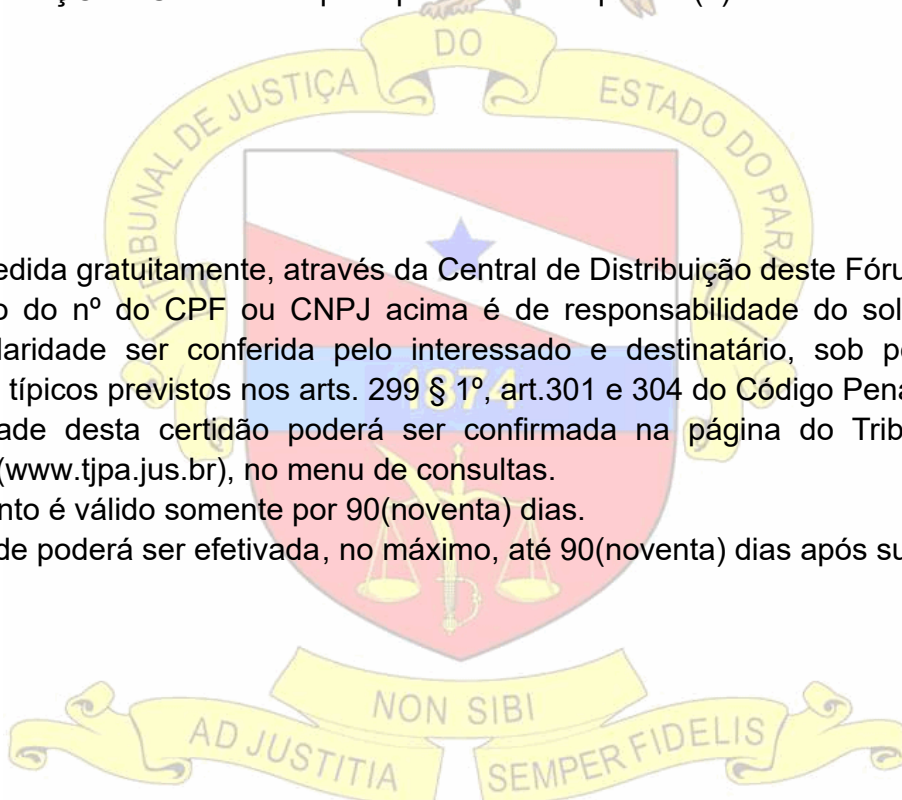 DO
TRIBUNAL DE JUSTIÇA
ESTADO DO PARÁ
edida gratuitamente, através da Central de Distribuição deste Fóru
o do nº do CPF ou CNPJ acima é de responsabilidade do sol
laridade ser conferida pelo interessado e destinatário, sob p
típicos previstos nos arts. 299 § 1º, art.301 e 304 do Código Pena
1874
ade desta certidão poderá ser confirmada na página do Trib
(www.tjpa.jus.br), no menu de consultas.
nto é válido somente por 90(noventa) dias.
de poderá ser efetivada, no máximo, até 90(noventa) dias após su
NON SIBI
AD JUSTITIA
SEMPER FIDELIS